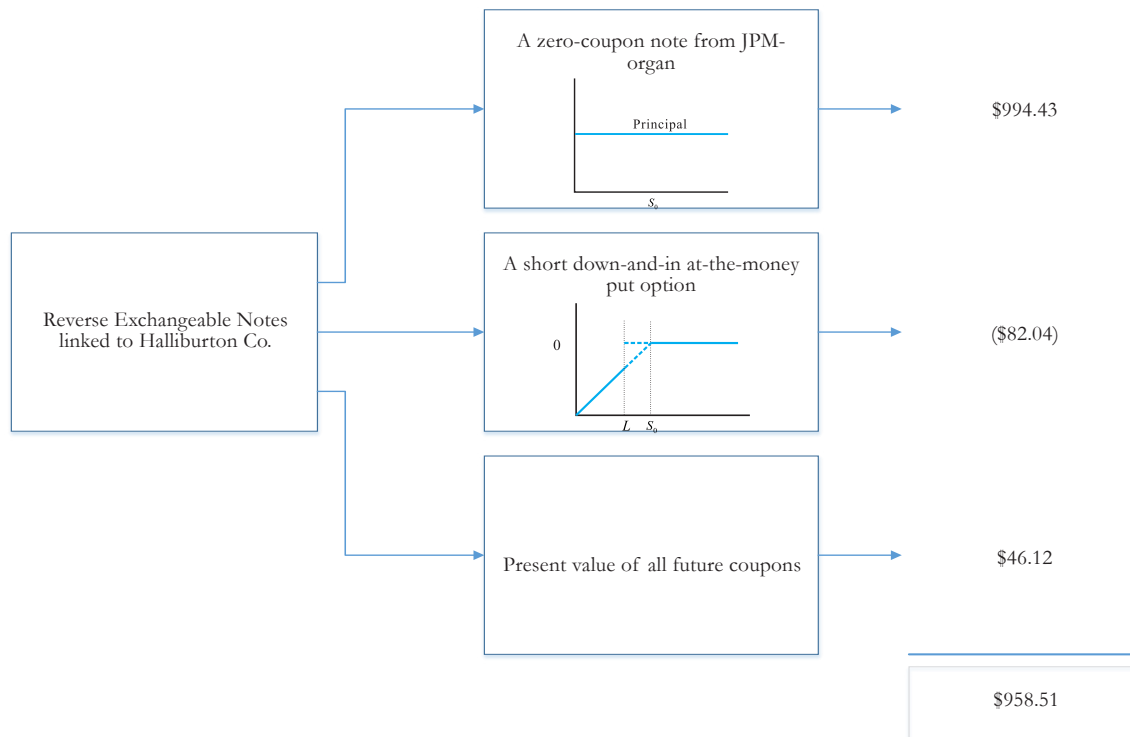 A zero-coupon note from JPM-
organ
Principal
S₀
$994.43
Reverse Exchangeable Notes
linked to Halliburton Co.
A short down-and-in at-the-money
put option
0
L S₀
($82.04)
Present value of all future coupons
$46.12
$958.51